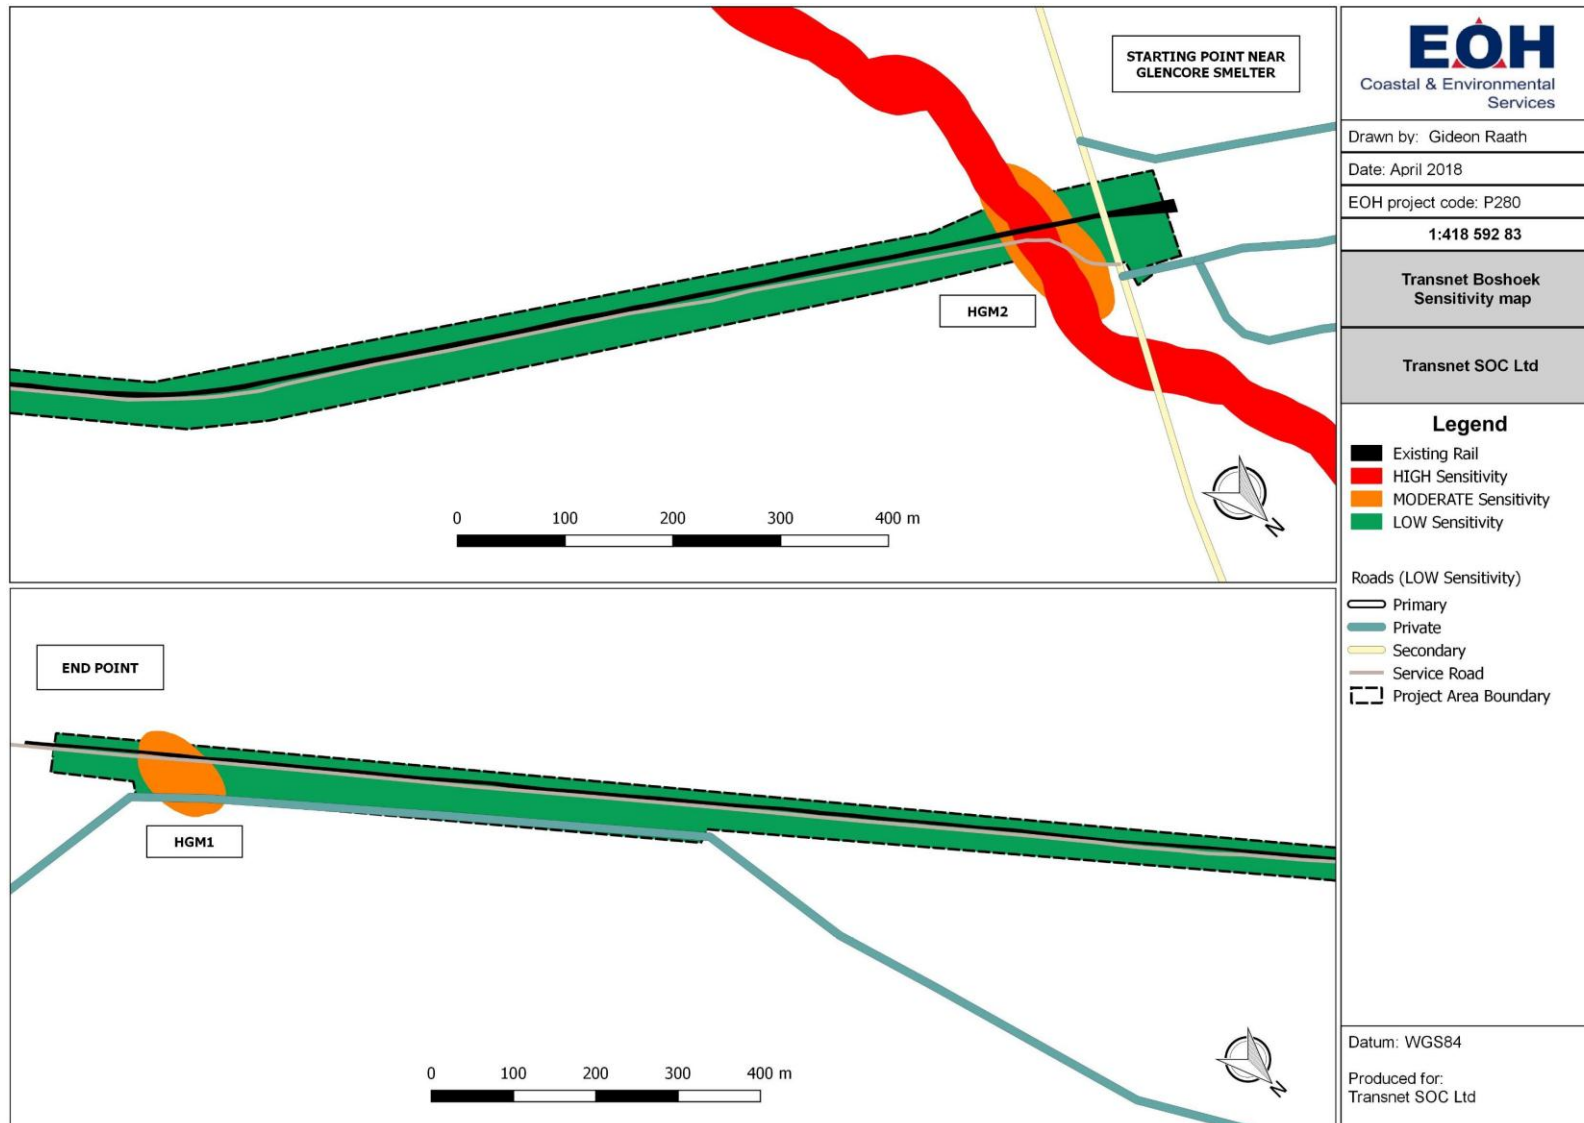 STARTING POINT NEAR
GLENCORE SMELTER
HGM2
0 100 200 300 400 m
N
END POINT
HGM1
0 100 200 300 400 m
N
EOH
Coastal & Environmental
Services
Drawn by: Gideon Raath
Date: April 2018
EOH project code: P280
1:418 592 83
Transnet Boshoek
Sensitivity map
Transnet SOC Ltd
Legend
Existing Rail
HIGH Sensitivity
MODERATE Sensitivity
LOW Sensitivity
Roads (LOW Sensitivity)
Primary
Private
Secondary
Service Road
Project Area Boundary
Datum: WGS84
Produced for:
Transnet SOC Ltd